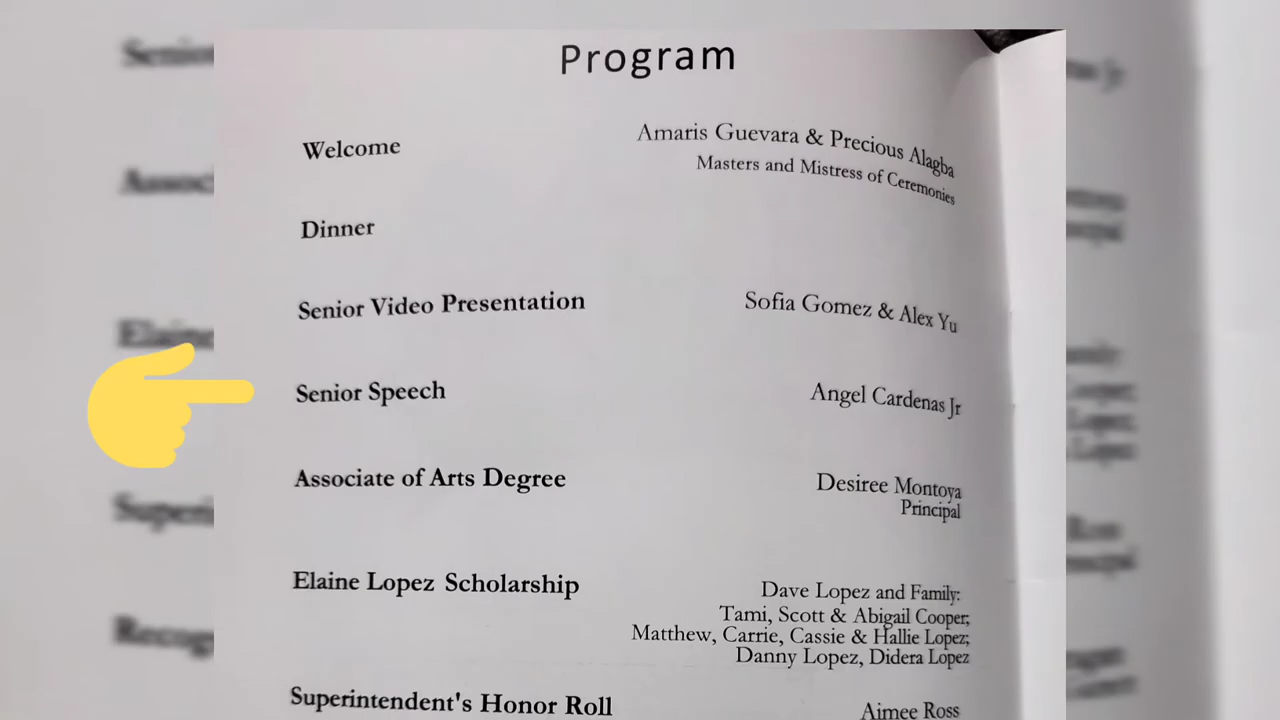 Program
Welcome
Amaris Guevara & Precious Alagba
Masters and Mistress of Ceremonies
Dinner
Senior Video Presentation
Sofia Gomez & Alex Yu
Senior Speech
Angel Cardenas Jr
Associate of Arts Degree
Desiree Montoya
Principal
Elaine Lopez Scholarship
Dave Lopez and Family:
Tami, Scott & Abigail Cooper;
Matthew, Carrie, Cassie & Hallie Lopez;
Danny Lopez, Didera Lopez
Superintendent's Honor Roll
Aimee Ross